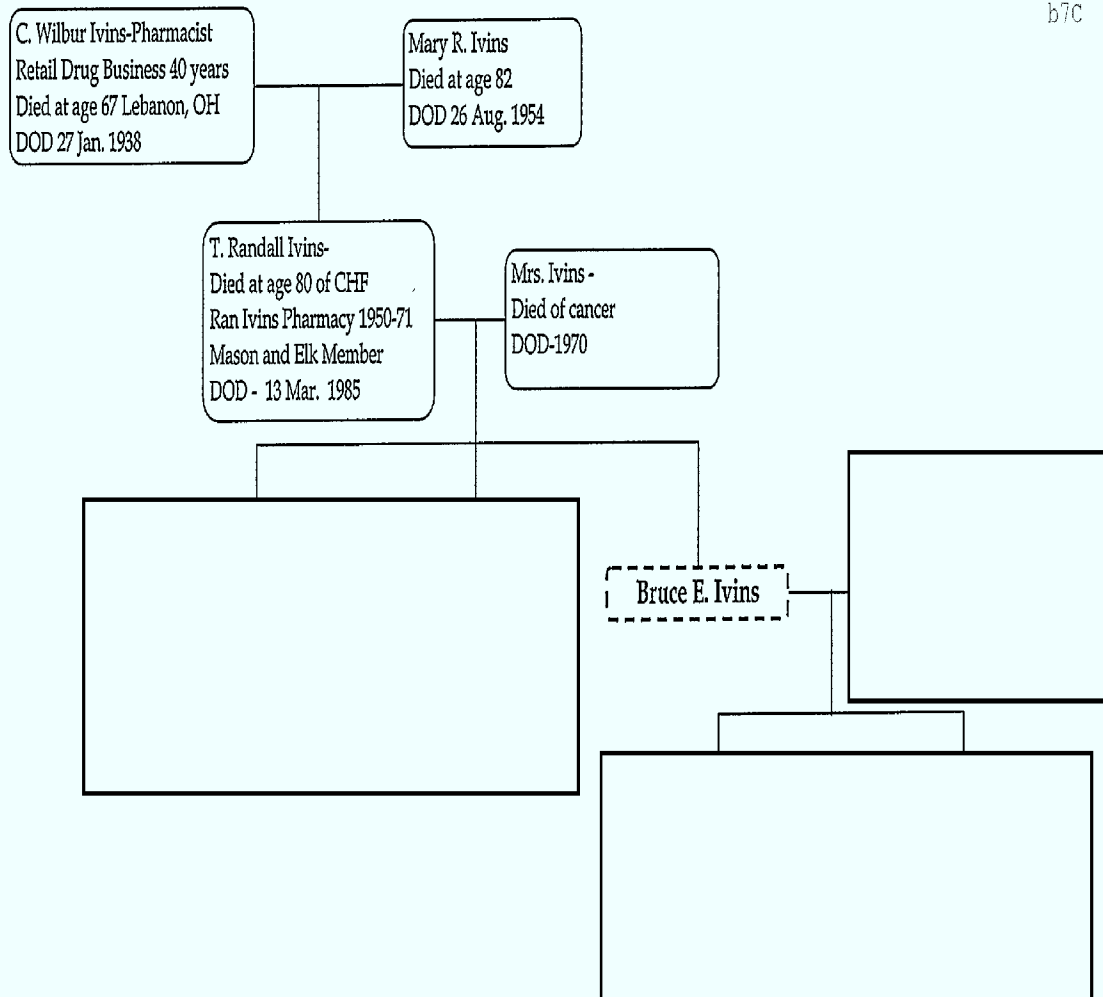 b7C
C. Wilbur Ivins-Pharmacist
Retail Drug Business 40 years
Died at age 67 Lebanon, OH
DOD 27 Jan. 1938
Mary R. Ivins
Died at age 82
DOD 26 Aug. 1954
T. Randall Ivins-
Died at age 80 of CHF
Ran Ivins Pharmacy 1950-71
Mason and Elk Member
DOD - 13 Mar. 1985
Mrs. Ivins -
Died of cancer
DOD-1970
Bruce E. Ivins